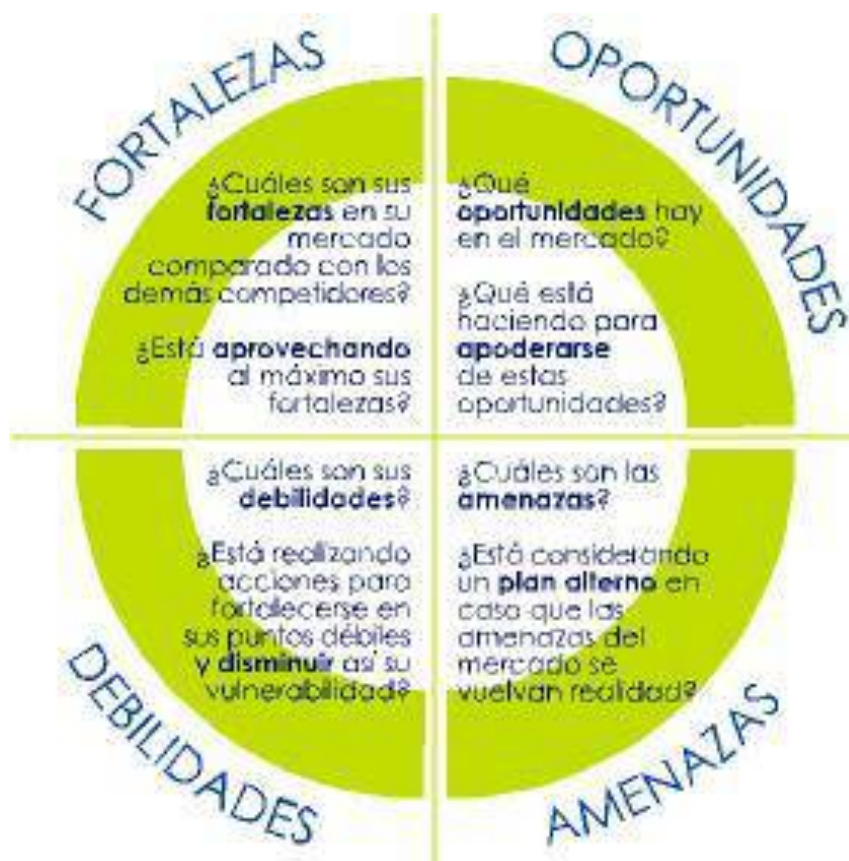 FORTALEZAS
¿Cuáles son sus
fortalezas en su
mercado
comparado con los
demás competidores?
¿Está aprovechando
al máximo sus
fortalezas?
OPORTUNIDADES
¿Qué
oportunidades hay
en el mercado?
¿Qué está
haciendo para
apoderarse
de estas
oportunidades?
DEBILIDADES
¿Cuáles son sus
debilidades?
¿Está realizando
acciones para
fortalecerse en
sus puntos débiles
y disminuir así su
vulnerabilidad?
AMENAZAS
¿Cuáles son las
amenazas?
¿Está considerando
un plan alterno en
caso que las
amenazas del
mercado se
vuelvan realidad?